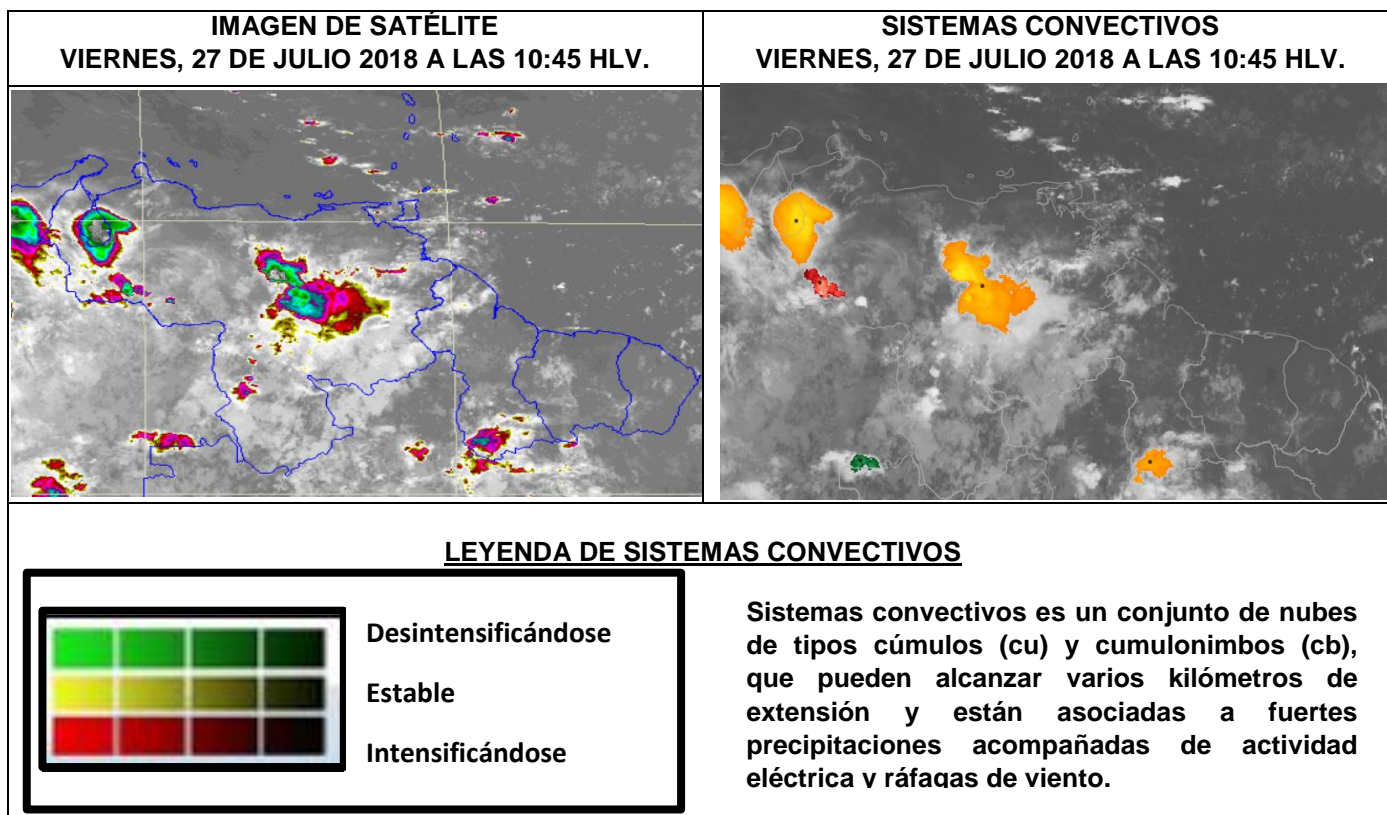 IMAGEN DE SATÉLITE
VIERNES, 27 DE JULIO 2018 A LAS 10:45 HLV.
SISTEMAS CONVECTIVOS
VIERNES, 27 DE JULIO 2018 A LAS 10:45 HLV.
LEYENDA DE SISTEMAS CONVECTIVOS
Desintensificándose
Estable
Intensificándose
Sistemas convectivos es un conjunto de nubes
de tipos cúmulos (cu) y cumulonimbos (cb),
que pueden alcanzar varios kilómetros de
extensión y están asociadas a fuertes
precipitaciones acompañadas de actividad
eléctrica y ráfagas de viento.